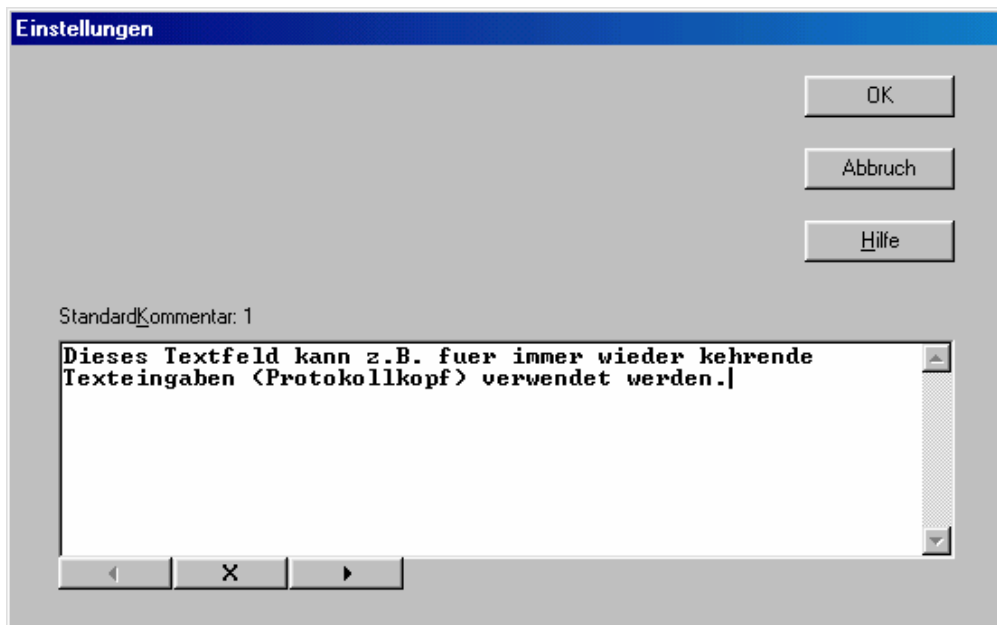 Einstellungen
OK
Abbruch
Hilfe
StandardKommentar: 1
Dieses Textfeld kann z.B. fuer immer wieder kehrende
Texteingaben (Protokollkopf) verwendet werden.
X